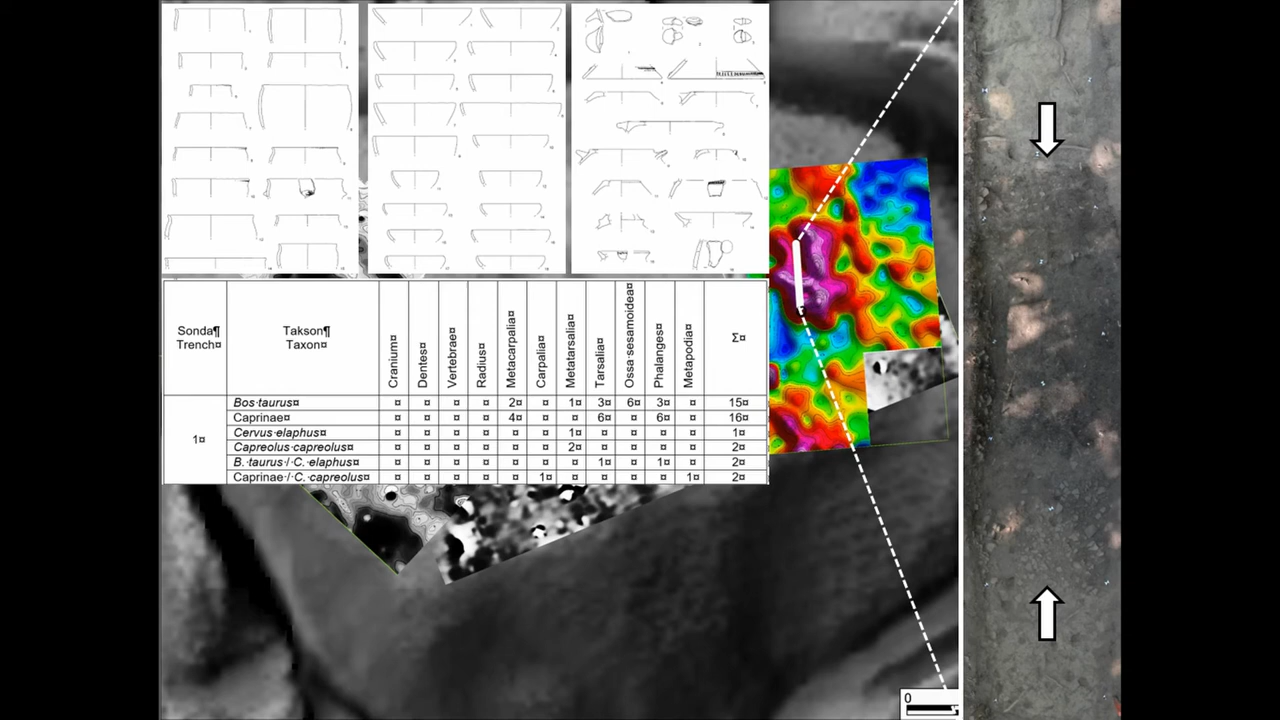 Sonda¶ Takson¶ Cranium¤ Dentes¤ Vertebrae¤ Radius¤ Metacarpalia¤ Carpalia¤ Metatarsalia¤ Tarsalia¤ Ossa·sesamoidea¤ Phalanges¤ Metapodia¤ Σ¤
Trench¤ Taxon¤
1¤
Bos·taurus¤ ¤ ¤ ¤ ¤ 2¤ ¤ 1¤ 3¤ 6¤ 3¤ ¤ 15¤
Caprinae¤ ¤ ¤ ¤ ¤ 4¤ ¤ ¤ 6¤ ¤ 6¤ ¤ 16¤
Cervus·elaphus¤ ¤ ¤ ¤ ¤ ¤ ¤ 1¤ ¤ ¤ ¤ ¤ 1¤
Capreolus·capreolus¤ ¤ ¤ ¤ ¤ ¤ ¤ 2¤ ¤ ¤ ¤ ¤ 2¤
B.·taurus·/·C.·elaphus¤ ¤ ¤ ¤ ¤ ¤ ¤ ¤ 1¤ ¤ 1¤ ¤ 2¤
Caprinae·/·C.·capreolus¤ ¤ ¤ ¤ ¤ ¤ 1¤ ¤ ¤ ¤ ¤ 1¤ 2¤
0